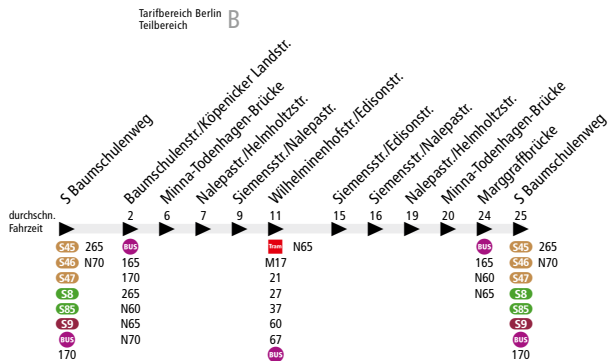 Tarifbereich Berlin B
Teilbereich
S Baumschulenweg
Baumschulenstr./Köpenicker Landstr.
Minna-Todenhagen-Brücke
Nalepastr./Helmholtzstr.
Siemensstr./Nalepastr.
Wilhelminenhofstr./Edisonstr.
Siemensstr./Edisonstr.
Siemensstr./Nalepastr.
Nalepastr./Helmholtzstr.
Minna-Todenhagen-Brücke
Marggraffbrücke
S Baumschulenweg
durchschn. 2 6 7 9 11 15 16 19 20 24 25
Fahrzeit
S45 265 BUS Tram N65 BUS S45 265
S46 N70 165 M17 165 S46 N70
S47 170 21 N60 S47
S8 265 27 N65 S8
S85 N60 37 S85
S9 N65 60 S9
BUS N70 67 BUS
170 BUS 170